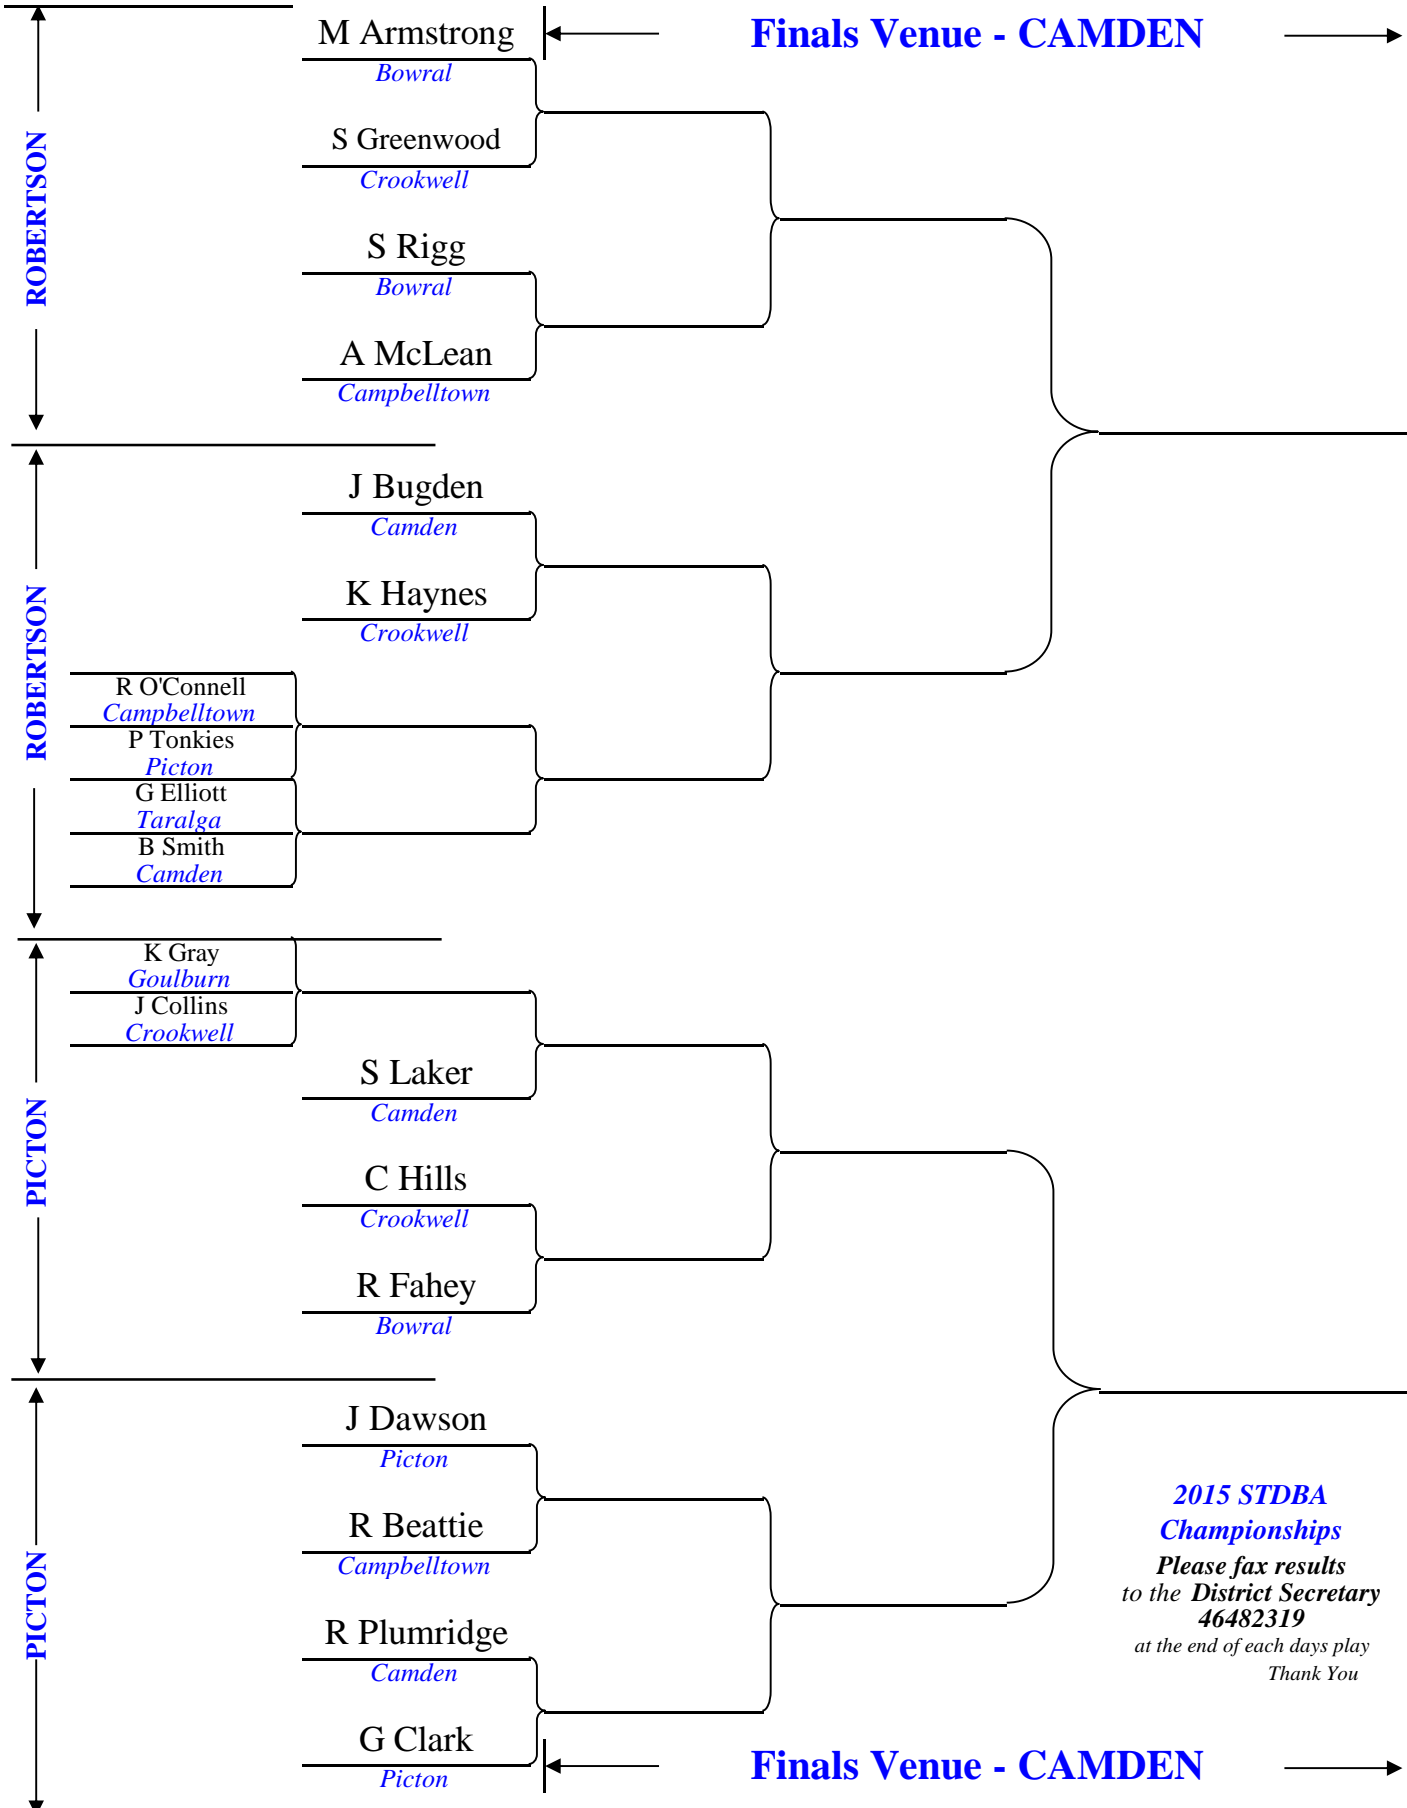 M Armstrong
Finals Venue - CAMDEN
Bowral
S Greenwood
Crookwell
ROBERTSON
S Rigg
Bowral
A McLean
Campbelltown
J Bugden
Camden
K Haynes
Crookwell
ROBERTSON
R O'Connell
Campbelltown
P Tonkies
Picton
G Elliott
Taralga
B Smith
Camden
K Gray
Goulburn
J Collins
Crookwell
S Laker
Camden
PICTON
C Hills
Crookwell
R Fahey
Bowral
J Dawson
Picton
R Beattie
Campbelltown
PICTON
R Plumridge
Camden
G Clark
Picton
2015 STDBA
Championships
Please fax results
to the District Secretary
46482319
at the end of each days play
Thank You
Finals Venue - CAMDEN